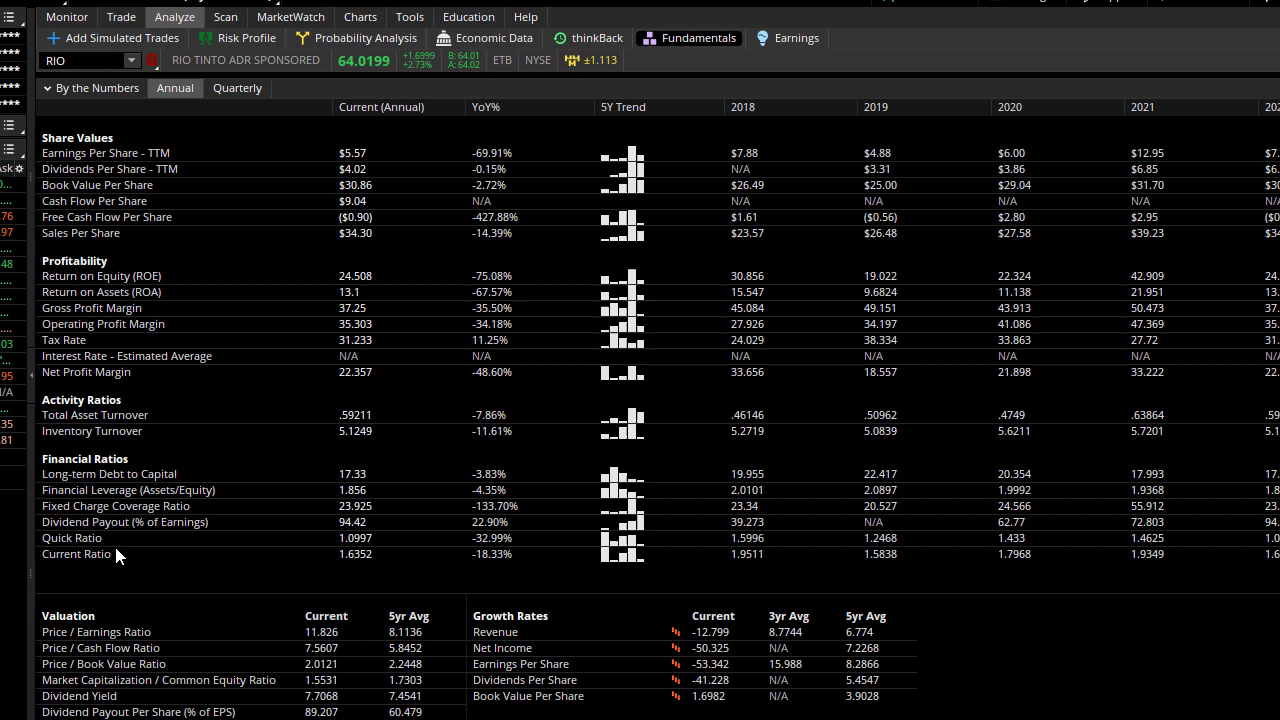 Monitor Trade Analyze Scan MarketWatch Charts Tools Education Help
Add Simulated Trades Risk Profile Probability Analysis Economic Data thinkBack Fundamentals Earnings
RIO RIO TINTO ADR SPONSORED 64.0199 +1.6999 +2.73% B: 64.01 A: 64.02 ETB NYSE ±1.113
By the Numbers Annual Quarterly
Current (Annual) YoY% 5Y Trend 2018 2019 2020 2021
Share Values
Earnings Per Share - TTM $5.57 -69.91% $7.88 $4.88 $6.00 $12.95 $7.
Dividends Per Share - TTM $4.02 -0.15% N/A $3.31 $3.86 $6.85 $6.
Book Value Per Share $30.86 -2.72% $26.49 $25.00 $29.04 $31.70 $30
Cash Flow Per Share $9.04 N/A N/A N/A N/A N/A N/A
Free Cash Flow Per Share ($0.90) -427.88% $1.61 ($0.56) $2.80 $2.95 ($0
Sales Per Share $34.30 -14.39% $23.57 $26.48 $27.58 $39.23 $34
Profitability
Return on Equity (ROE) 24.508 -75.08% 30.856 19.022 22.324 42.909 24.
Return on Assets (ROA) 13.1 -67.57% 15.547 9.6824 11.138 21.951 13.
Gross Profit Margin 37.25 -35.50% 45.084 49.151 43.913 50.473 37.
Operating Profit Margin 35.303 -34.18% 27.926 34.197 41.086 47.369 35.
Tax Rate 31.233 11.25% 24.029 38.334 33.863 27.72 31.
Interest Rate - Estimated Average N/A N/A N/A N/A N/A N/A N/A
Net Profit Margin 22.357 -48.60% 33.656 18.557 21.898 33.222 22.
Activity Ratios
Total Asset Turnover .59211 -7.86% .46146 .50962 .4749 .63864 .59
Inventory Turnover 5.1249 -11.61% 5.2719 5.0839 5.6211 5.7201 5.1
Financial Ratios
Long-term Debt to Capital 17.33 -3.83% 19.955 22.417 20.354 17.993 17.
Financial Leverage (Assets/Equity) 1.856 -4.35% 2.0101 2.0897 1.9992 1.9368 1.8
Fixed Charge Coverage Ratio 23.925 -133.70% 23.34 20.527 24.566 55.912 23.
Dividend Payout (% of Earnings) 94.42 22.90% 39.273 N/A 62.77 72.803 94.
Quick Ratio 1.0997 -32.99% 1.5996 1.2468 1.433 1.4625 1.0
Current Ratio 1.6352 -18.33% 1.9511 1.5838 1.7968 1.9349 1.6
Valuation Current 5yr Avg Growth Rates Current 3yr Avg 5yr Avg
Price / Earnings Ratio 11.826 8.1136 Revenue -12.799 8.7744 6.774
Price / Cash Flow Ratio 7.5607 5.8452 Net Income -50.325 N/A 7.2268
Price / Book Value Ratio 2.0121 2.2448 Earnings Per Share -53.342 15.988 8.2866
Market Capitalization / Common Equity Ratio 1.5531 1.7303 Dividends Per Share -41.228 N/A 5.4547
Dividend Yield 7.7068 7.4541 Book Value Per Share 1.6982 N/A 3.9028
Dividend Payout Per Share (% of EPS) 89.207 60.479